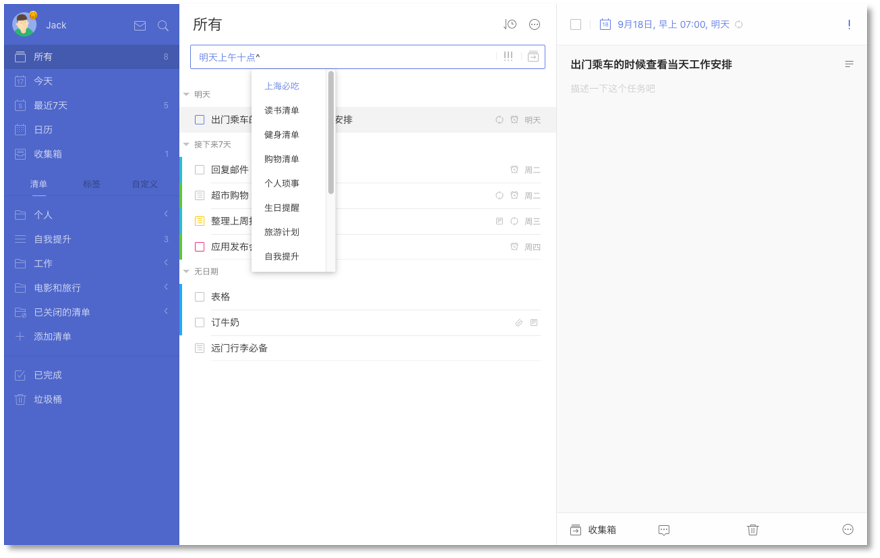 Jack
所有 8
今天
最近7天 5
日历
收集箱 1
清单 标签 自定义
个人
自我提升 3
工作
电影和旅行
已关闭的清单
添加清单
已完成
垃圾桶
所有
明天上午十点^
上海必吃
读书清单
健身清单
购物清单
个人琐事
生日提醒
旅游计划
自我提升
明天
出门乘车的 安排 明天
接下来7天
回复邮件 周二
超市购物 周二
整理上周 周三
应用发布 周四
无日期
表格
订牛奶
远门行李必备
9月18日, 早上 07:00, 明天
出门乘车的时候查看当天工作安排
描述一下这个任务吧
收集箱